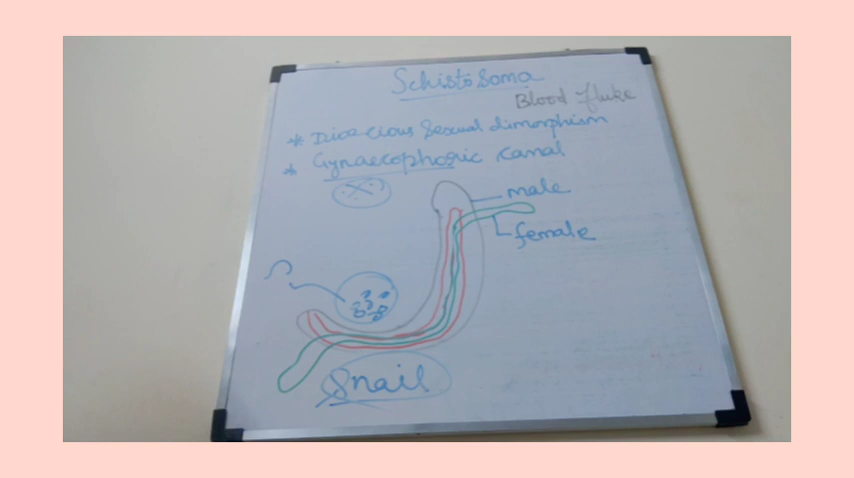 Schistosoma
Blood fluke
* Dioecious Sexual dimorphism
* Gynaecophoric canal
male
female
Snail